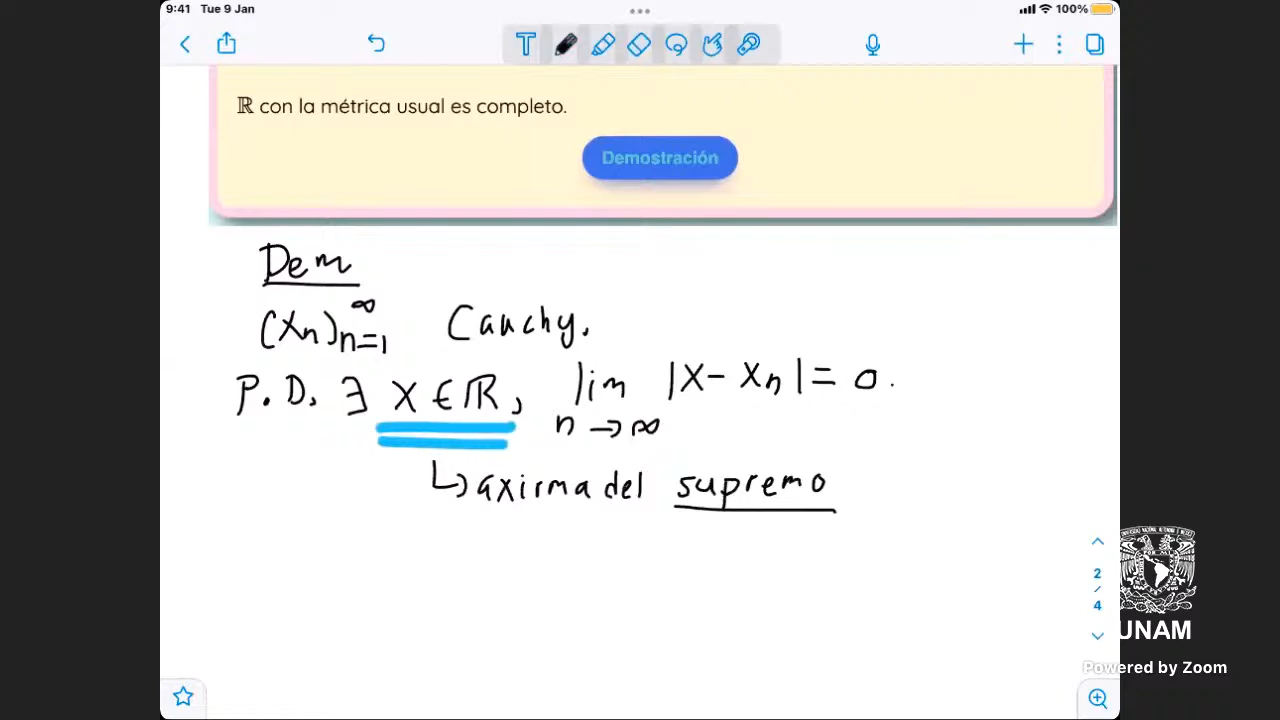 9:41 Tue 9 Jan 100%
ℝ con la métrica usual es completo.
Demostración
Dem
(Xn)_{n=1}^∞ Cauchy.
P.D. ∃ X ∈ ℝ, lim_{n→∞} |X - Xn| = 0.
↳ axioma del supremo
2
4
UNAM
Powered by Zoom